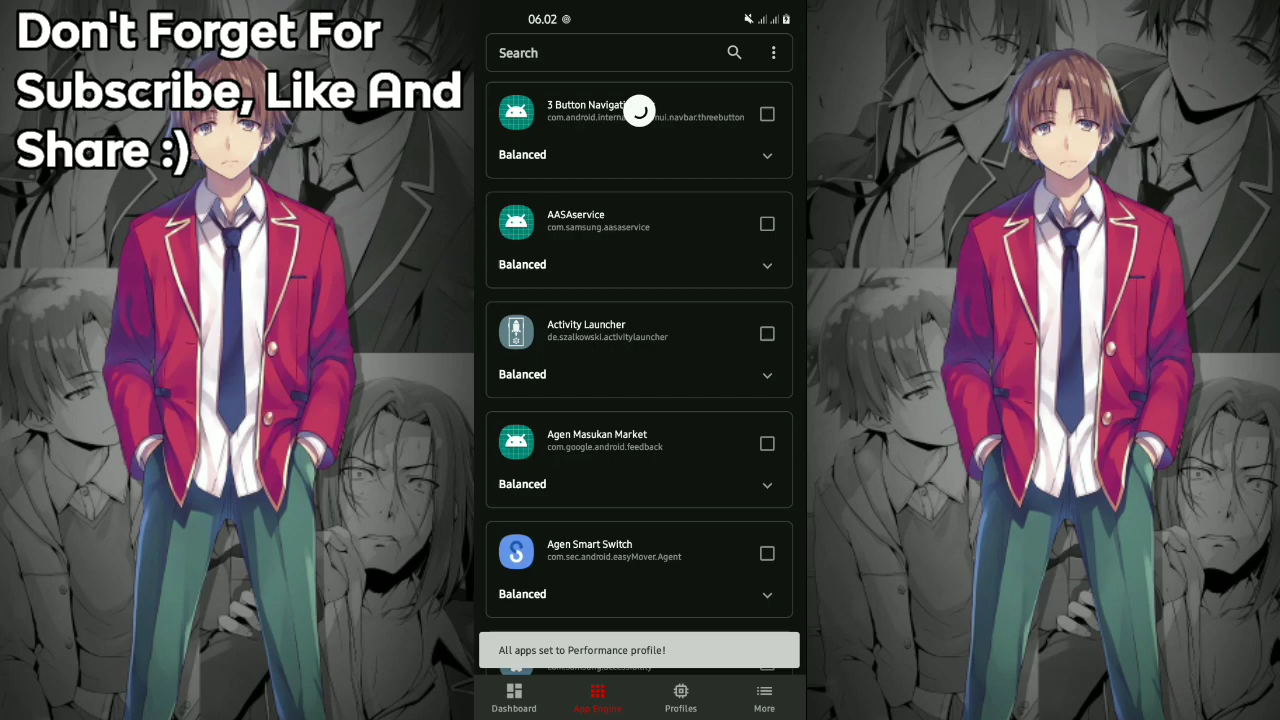 Don't Forget For
Subscribe, Like And
Share :)
06.02
Search
3 Button Navigati
com.android.interna mui.navbar.threebutton
Balanced
AASAservice
com.samsung.aasaservice
Balanced
Activity Launcher
de.szalkowski.activitylauncher
Balanced
Agen Masukan Market
com.google.android.feedback
Balanced
Agen Smart Switch
com.sec.android.easyMover.Agent
Balanced
All apps set to Performance profile!
Dashboard
App Engine
Profiles
More